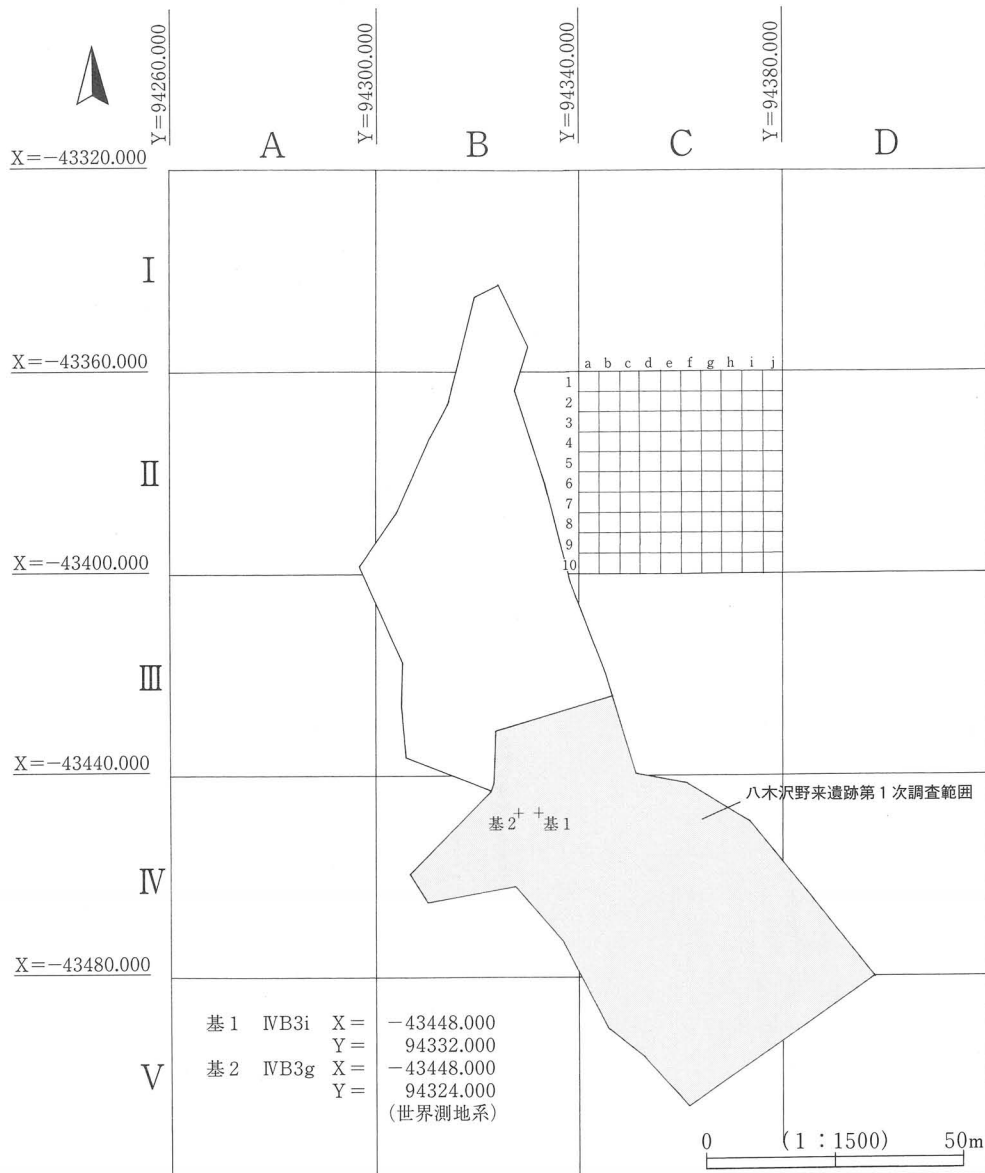 Y=94260.000
Y=94300.000
Y=94340.000
Y=94380.000
A
B
C
D
X=-43320.000
Ⅰ
X=-43360.000
a b c d e f g h i j
1
2
3
4
5
6
7
8
9
10
Ⅱ
X=-43400.000
Ⅲ
X=-43440.000
八木沢野来遺跡第1次調査範囲
基2
基1
Ⅳ
X=-43480.000
基1 ⅣB3i X= -43448.000
Y= 94332.000
基2 ⅣB3g X= -43448.000
Y= 94324.000
(世界測地系)
Ⅴ
0 (1:1500) 50m